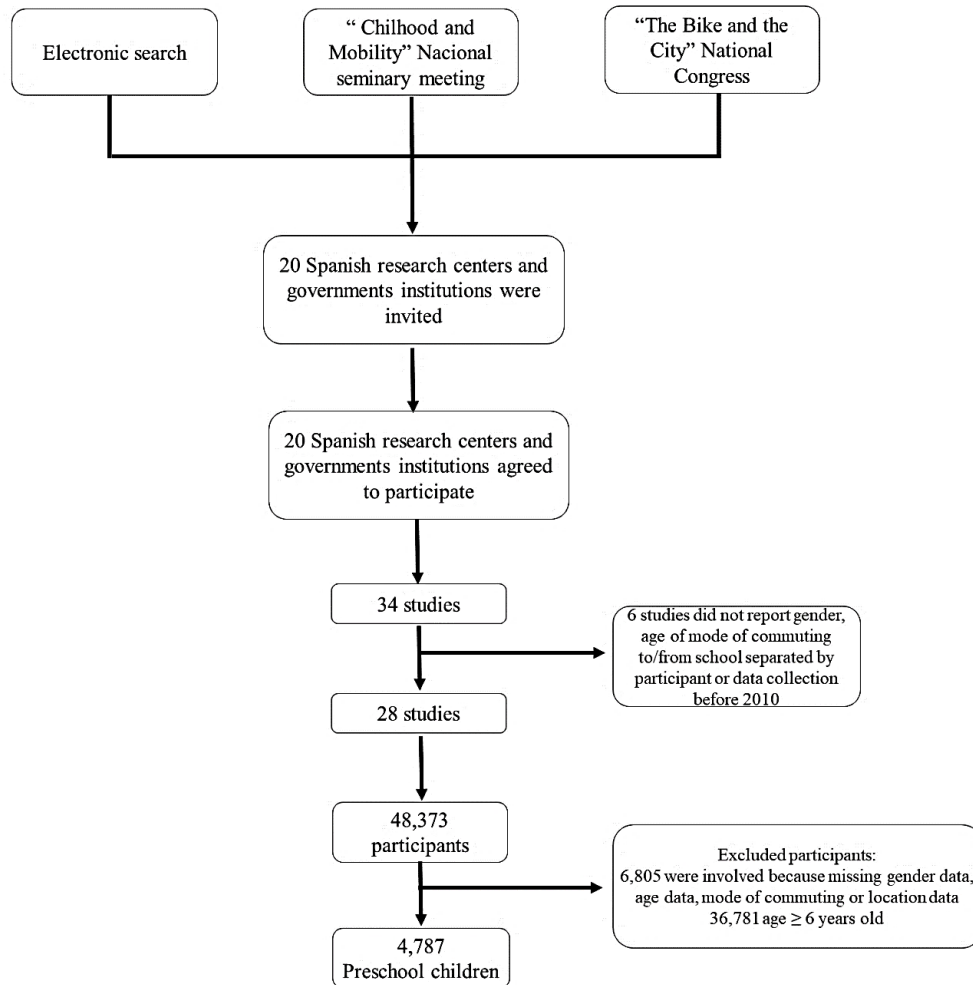 Electronic search
“ Chilhood and
Mobility” Nacional
seminary meeting
“The Bike and the
City” National
Congress
20 Spanish research centers and
governments institutions were
invited
20 Spanish research centers and
governments institutions agreed
to participate
34 studies
6 studies did not report gender,
age of mode of commuting
to/from school separated by
participant or data collection
before 2010
28 studies
48,373
participants
Excluded participants:
6,805 were involved because missing gender data,
age data, mode of commuting or location data
36,781 age ≥ 6 years old
4,787
Preschool children